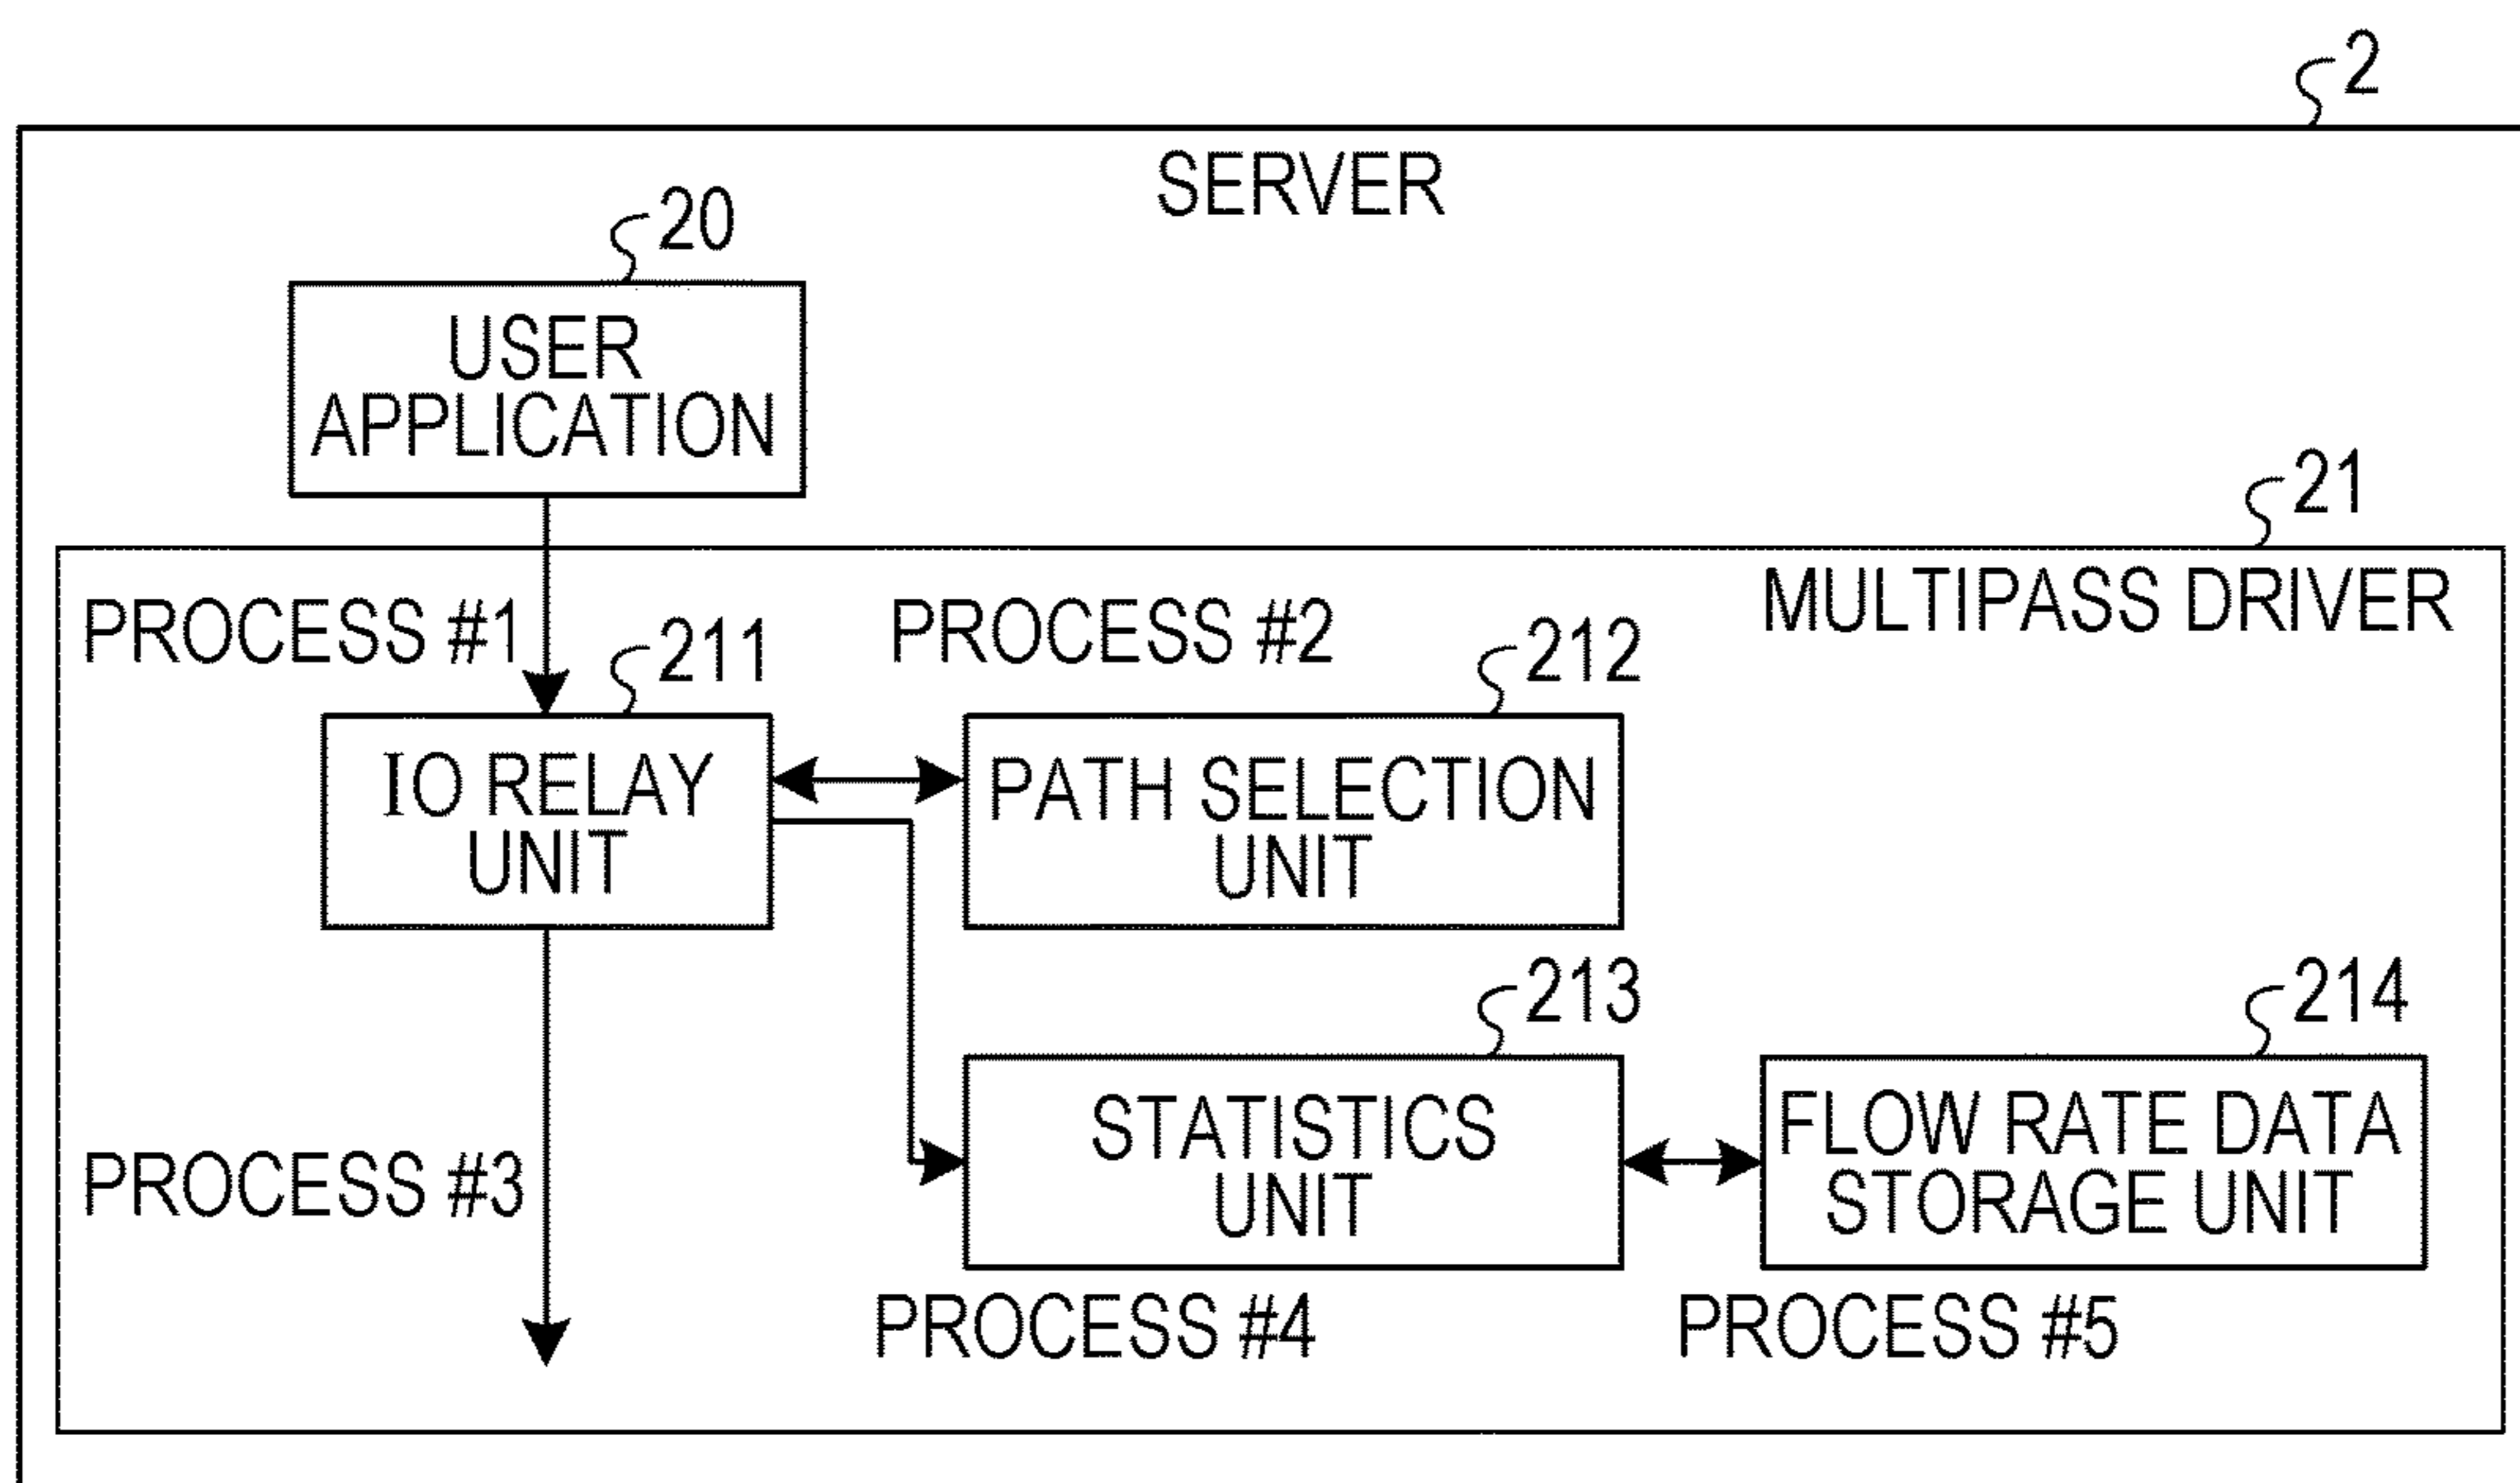 2
SERVER
20
USER
APPLICATION
21
MULTIPASS DRIVER
PROCESS #1
211
PROCESS #2
212
IO RELAY
UNIT
PATH SELECTION
UNIT
213
214
STATISTICS
UNIT
FLOW RATE DATA
STORAGE UNIT
PROCESS #3
PROCESS #4
PROCESS #5